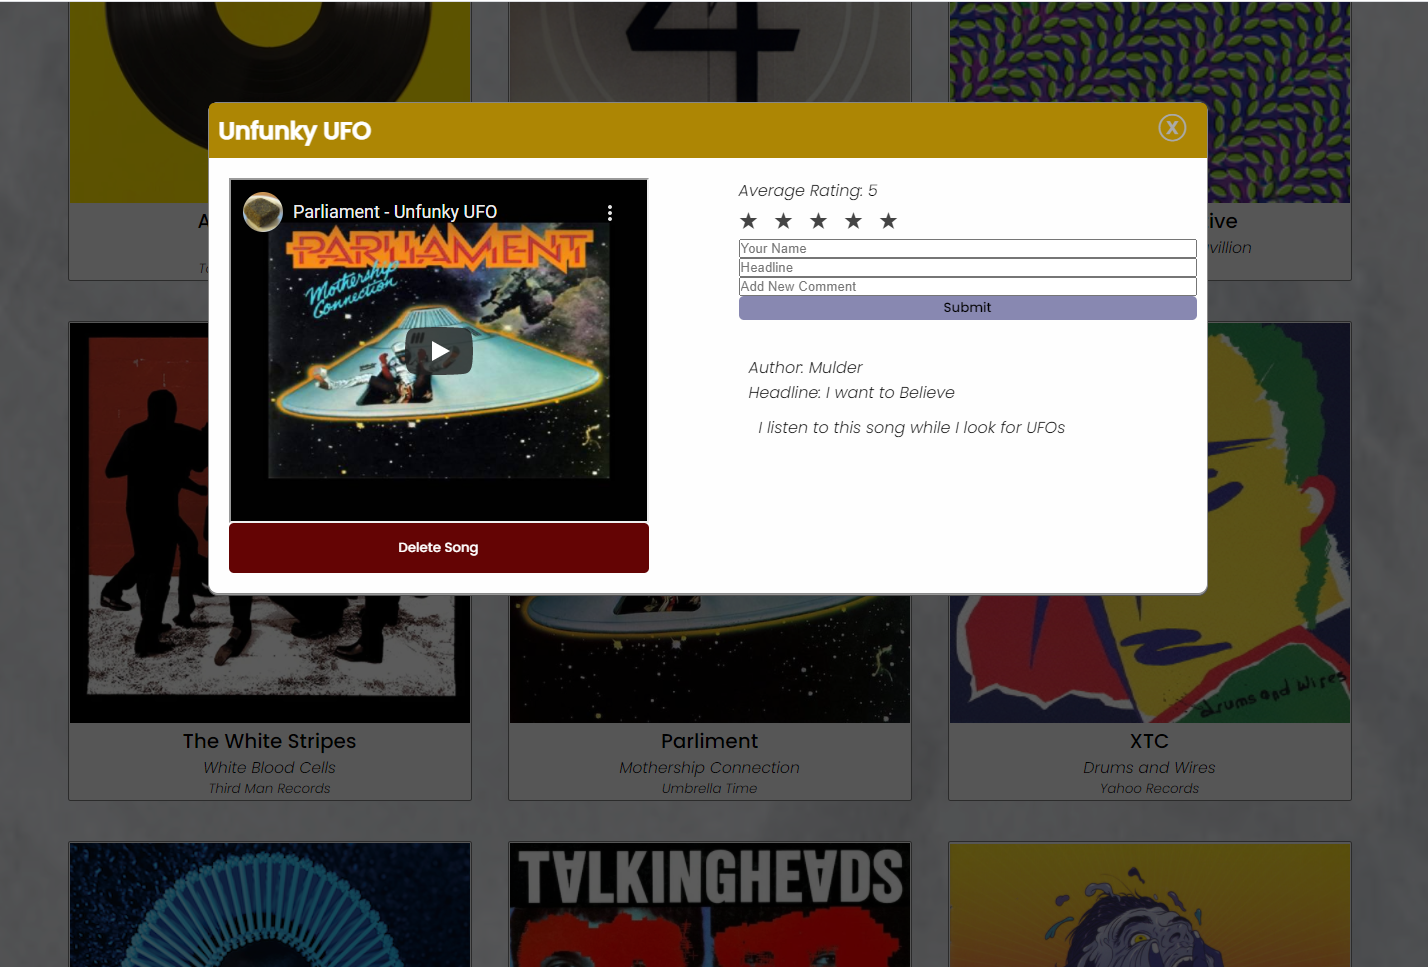 Unfunky UFO
X
Parliament - Unfunky UFO
PARLIAMENT
Mothership
Connection
Delete Song
Average Rating: 5
Your Name
Headline
Add New Comment
Submit
Author: Mulder
Headline: I want to Believe
I listen to this song while I look for UFOs
4
drums and wires
The White Stripes
White Blood Cells
Third Man Records
Parliment
Mothership Connection
Umbrella Time
XTC
Drums and Wires
Yahoo Records
TALKING HEADS